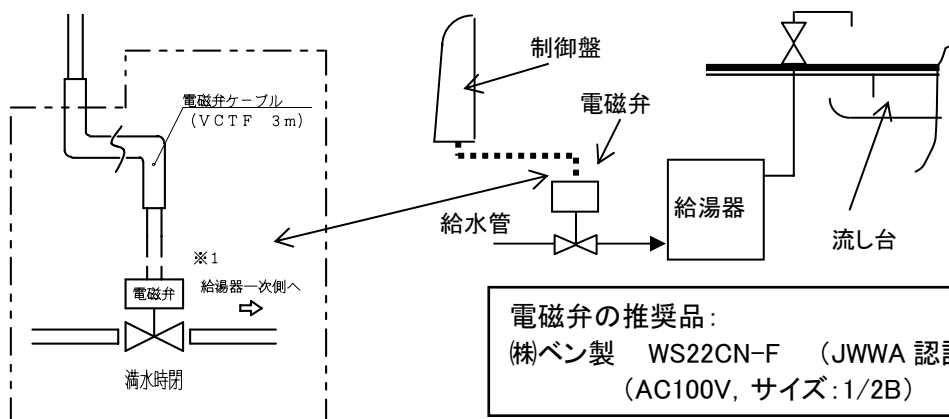 電磁弁ケーブル
(VCTF 3m)
※1
電磁弁
給湯器一次側へ
満水時閉
制御盤
電磁弁
給水管
給湯器
流し台
電磁弁の推奨品:
㈱ベン製 WS22CN-F (JWWA 認
(AC100V, サイズ:1/2B)